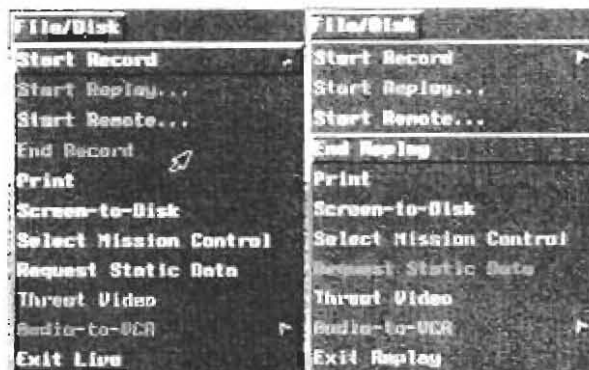 File/Disk
Start Record
Start Replay...
Start Remote...
End Record
Print
Screen-to-Disk
Select Mission Control
Request Static Data
Threat Video
Audio-to-VCR
Exit Live
File/Disk
Start Record
Start Replay...
Start Remote...
End Replay
Print
Screen-to-Disk
Select Mission Control
Request Static Data
Threat Video
Audio-to-VCR
Exit Replay